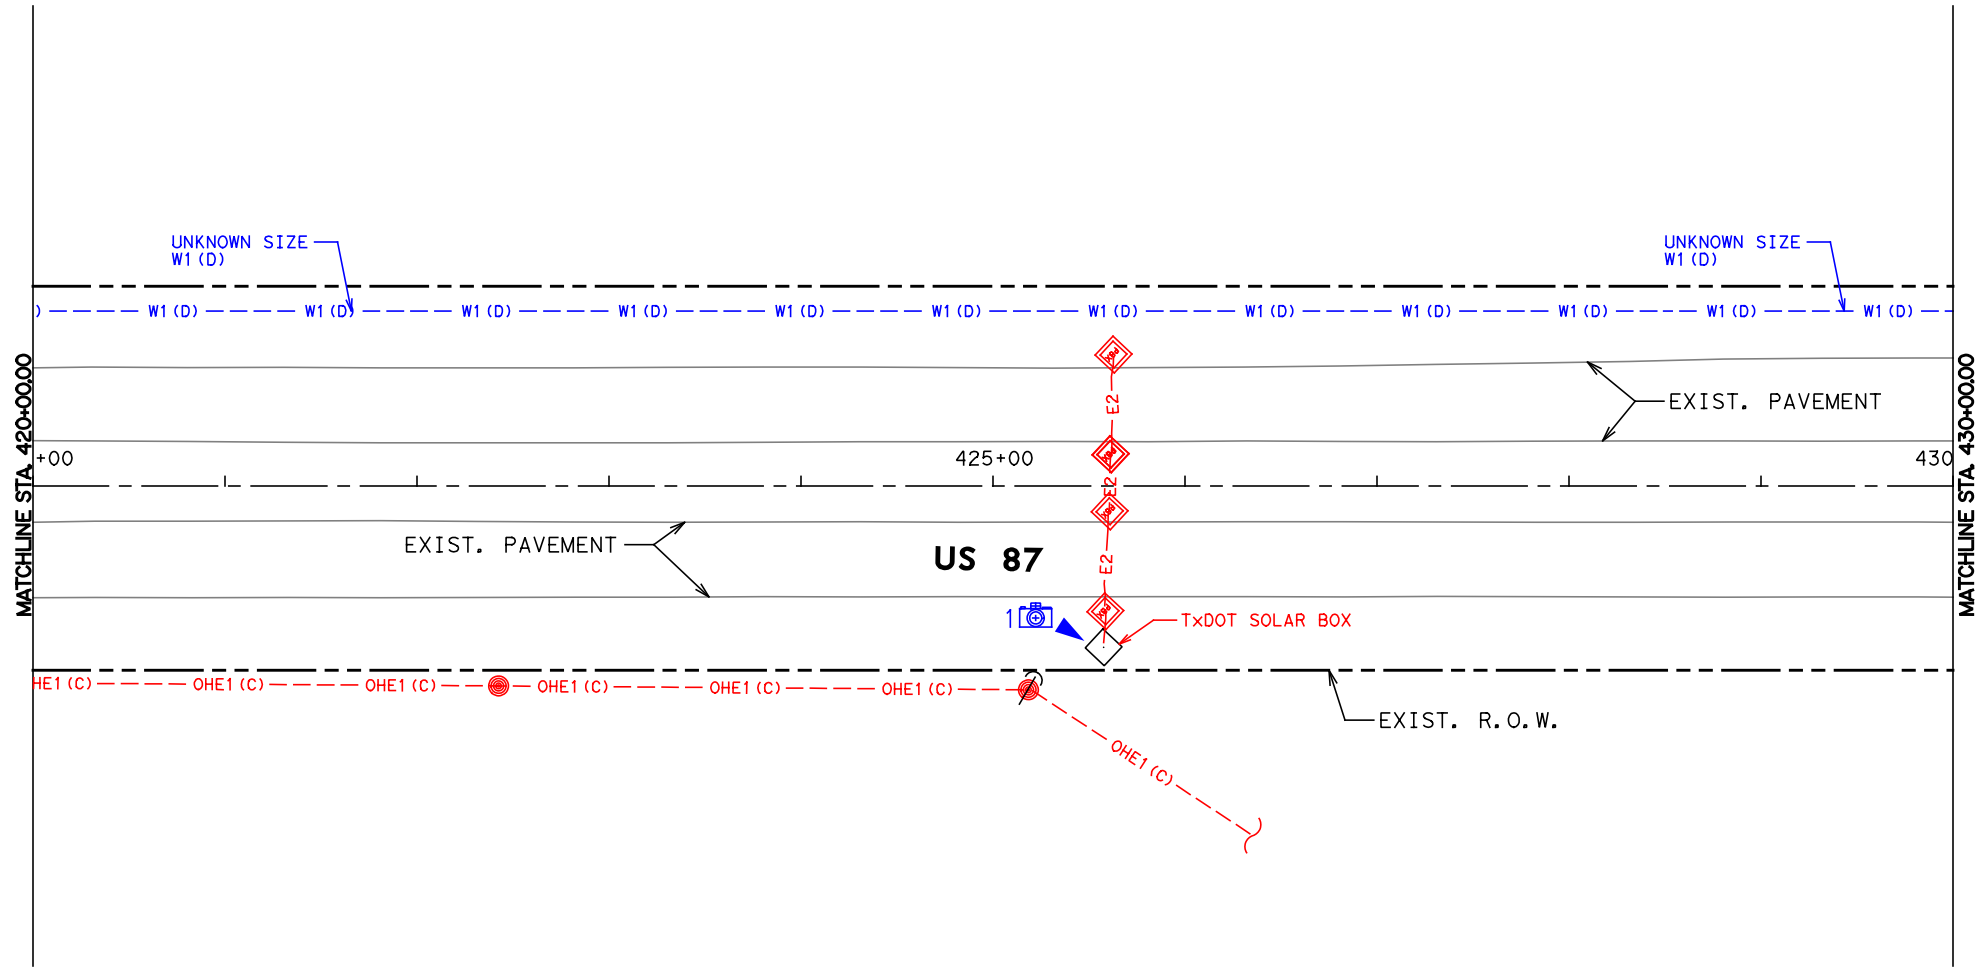 UNKNOWN SIZE
W1(D)
UNKNOWN SIZE
W1(D)
) W1(D) W1(D) W1(D) W1(D) W1(D) W1(D) W1(D) W1(D) W1(D) W1(D) W1(D) W1(D)
MATCHLINE STA. 420+00.00
MATCHLINE STA. 430+00.00
E2
EXIST. PAVEMENT
+00
425+00
430
E2
EXIST. PAVEMENT
US 87
E2
1
TxDOT SOLAR BOX
HE1(C) OHE1(C) OHE1(C) OHE1(C) OHE1(C) OHE1(C)
EXIST. R.O.W.
OHE1(C)